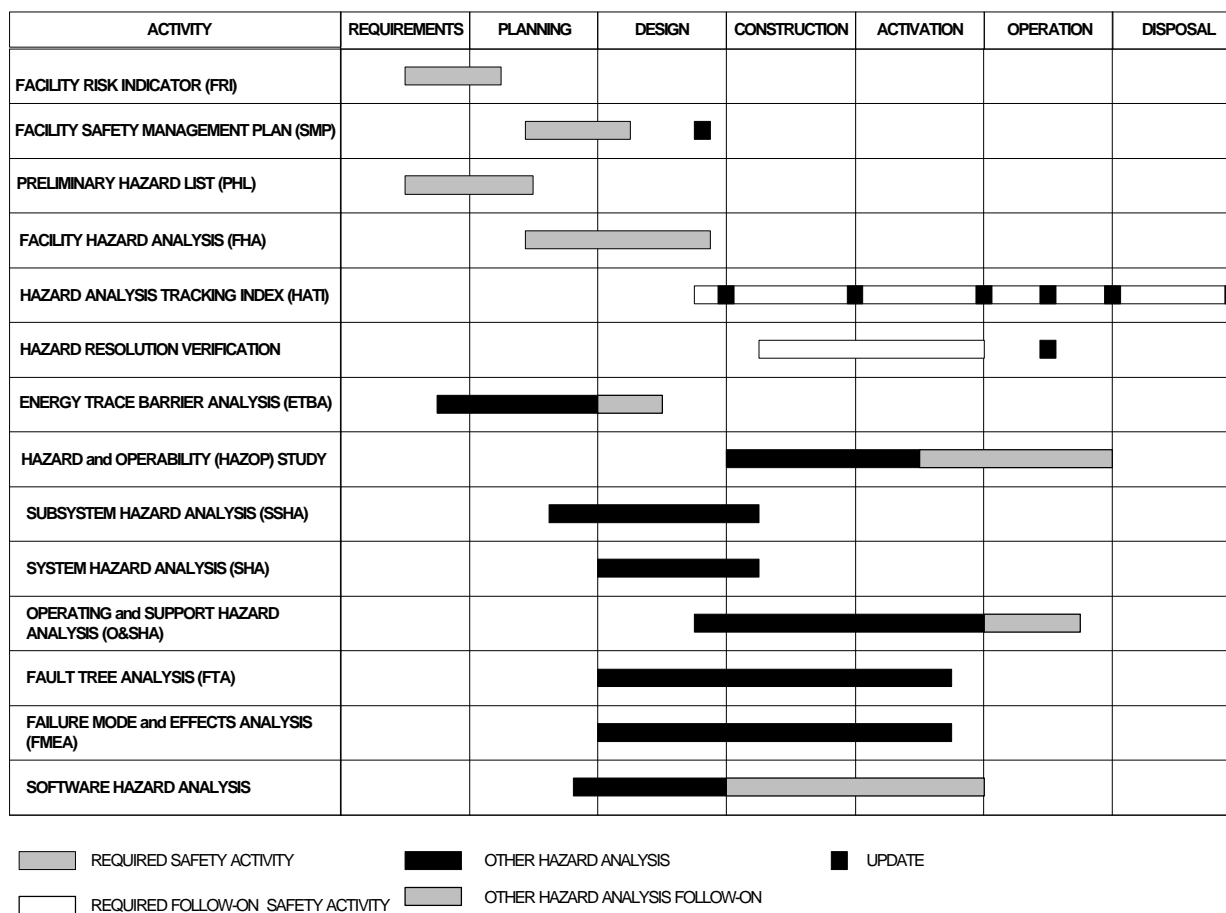 ACTIVITY REQUIREMENTS PLANNING DESIGN CONSTRUCTION ACTIVATION OPERATION DISPOSAL
FACILITY RISK INDICATOR (FRI)
FACILITY SAFETY MANAGEMENT PLAN (SMP)
PRELIMINARY HAZARD LIST (PHL)
FACILITY HAZARD ANALYSIS (FHA)
HAZARD ANALYSIS TRACKING INDEX (HATI)
HAZARD RESOLUTION VERIFICATION
ENERGY TRACE BARRIER ANALYSIS (ETBA)
HAZARD and OPERABILITY (HAZOP) STUDY
SUBSYSTEM HAZARD ANALYSIS (SSHA)
SYSTEM HAZARD ANALYSIS (SHA)
OPERATING and SUPPORT HAZARD
ANALYSIS (O&SHA)
FAULT TREE ANALYSIS (FTA)
FAILURE MODE and EFFECTS ANALYSIS
(FMEA)
SOFTWARE HAZARD ANALYSIS
REQUIRED SAFETY ACTIVITY OTHER HAZARD ANALYSIS UPDATE
REQUIRED FOLLOW-ON SAFETY ACTIVITY OTHER HAZARD ANALYSIS FOLLOW-ON